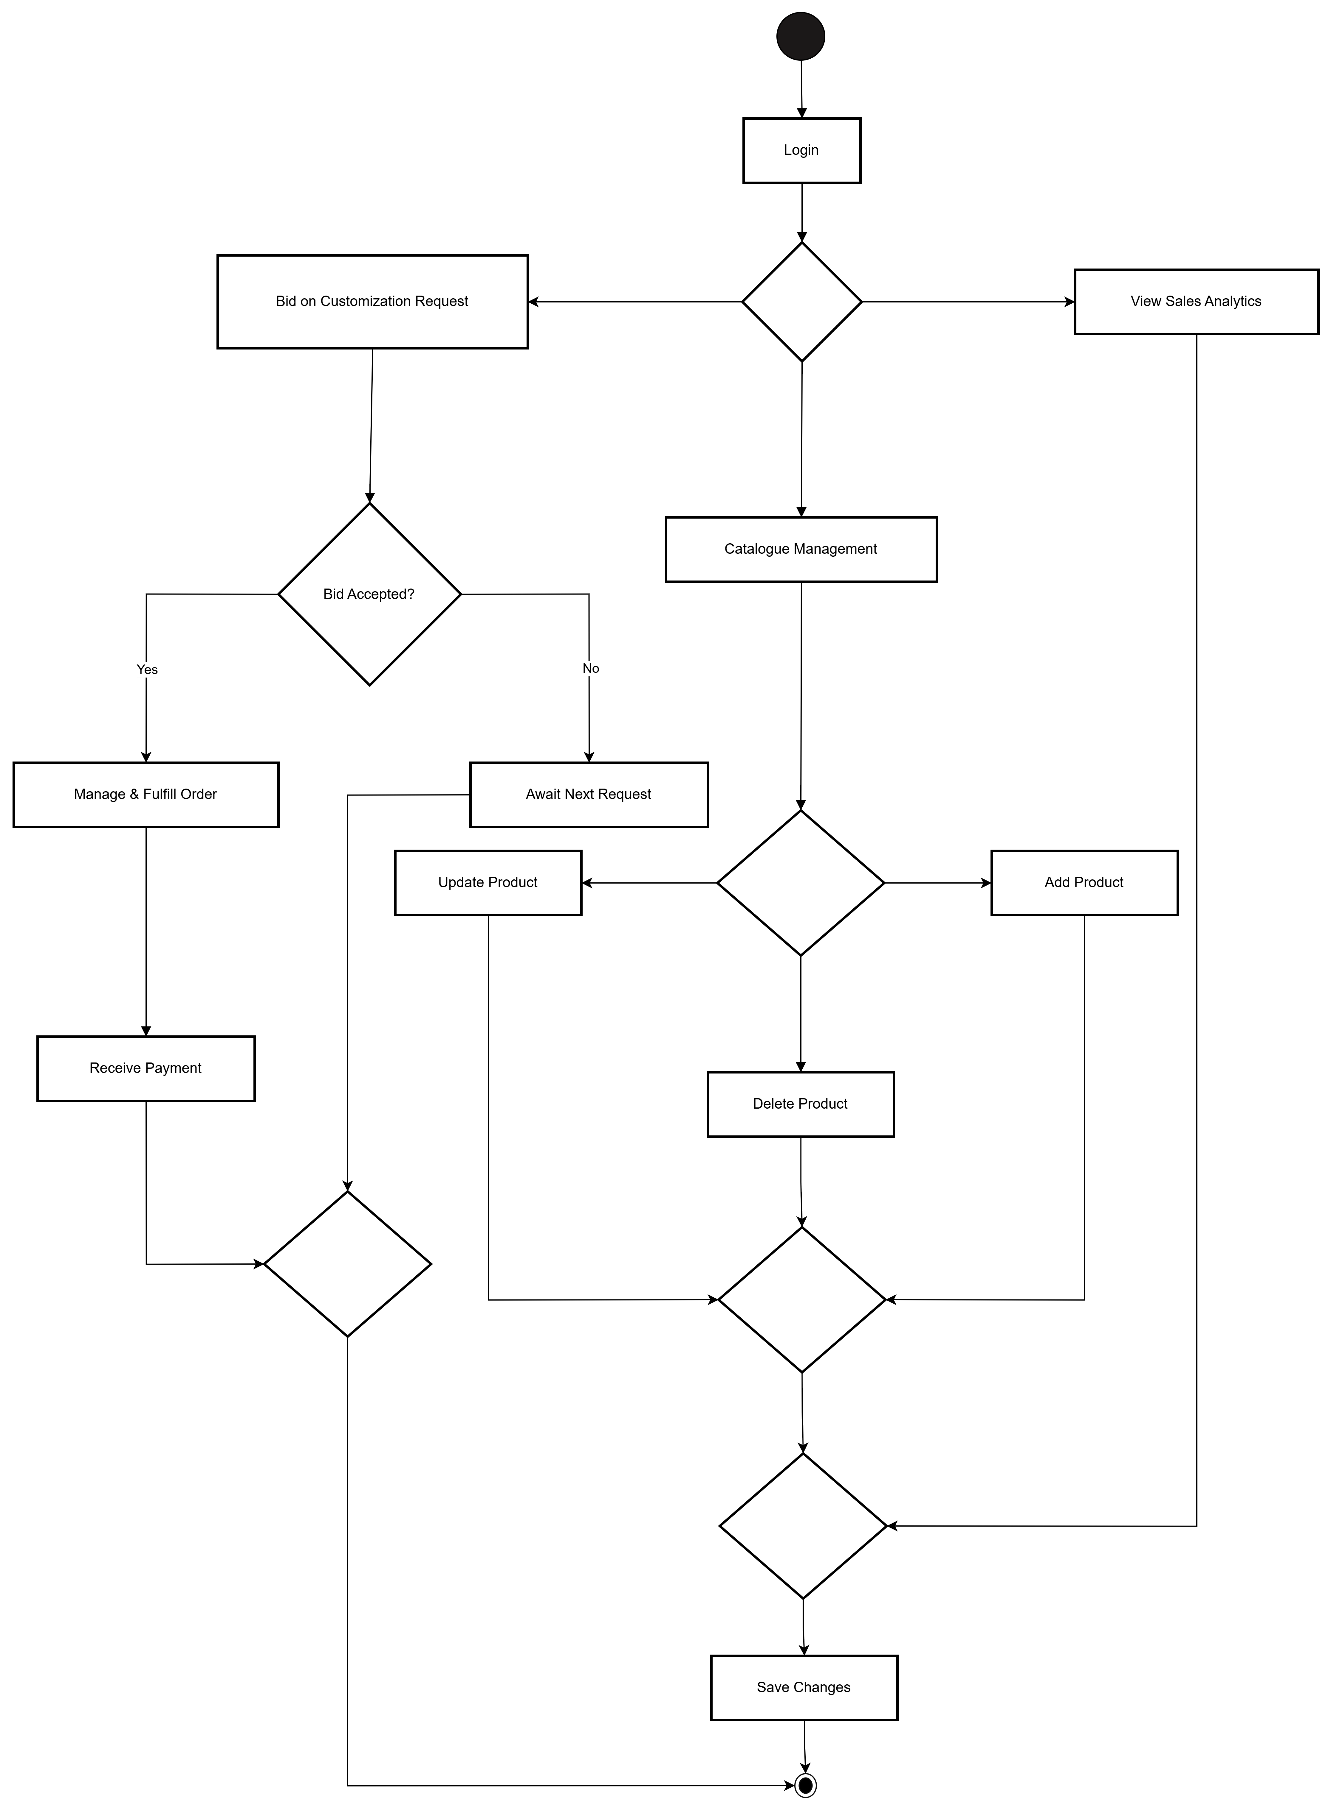 Login
Bid on Customization Request
View Sales Analytics
Catalogue Management
Bid Accepted?
Yes
No
Manage & Fulfill Order
Await Next Request
Update Product
Add Product
Receive Payment
Delete Product
Save Changes